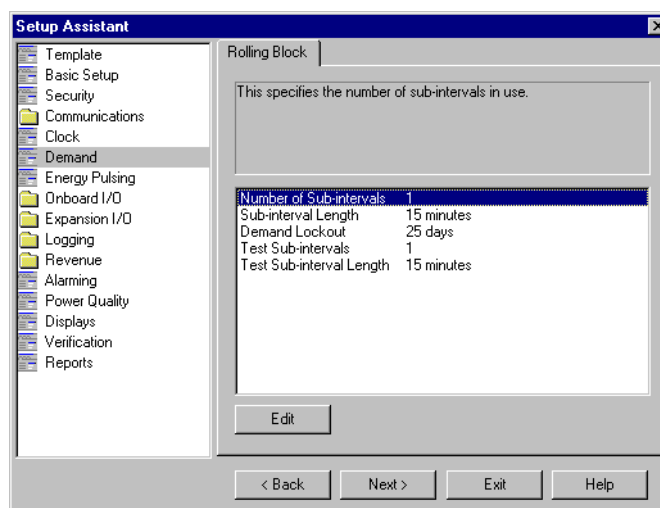 Setup Assistant
Template
Basic Setup
Security
Communications
Clock
Demand
Energy Pulsing
Onboard I/O
Expansion I/O
Logging
Revenue
Alarming
Power Quality
Displays
Verification
Reports
Rolling Block
This specifies the number of sub-intervals in use.
Number of Sub-intervals 1
Sub-interval Length 15 minutes
Demand Lockout 25 days
Test Sub-intervals 1
Test Sub-interval Length 15 minutes
Edit
< Back Next > Exit Help